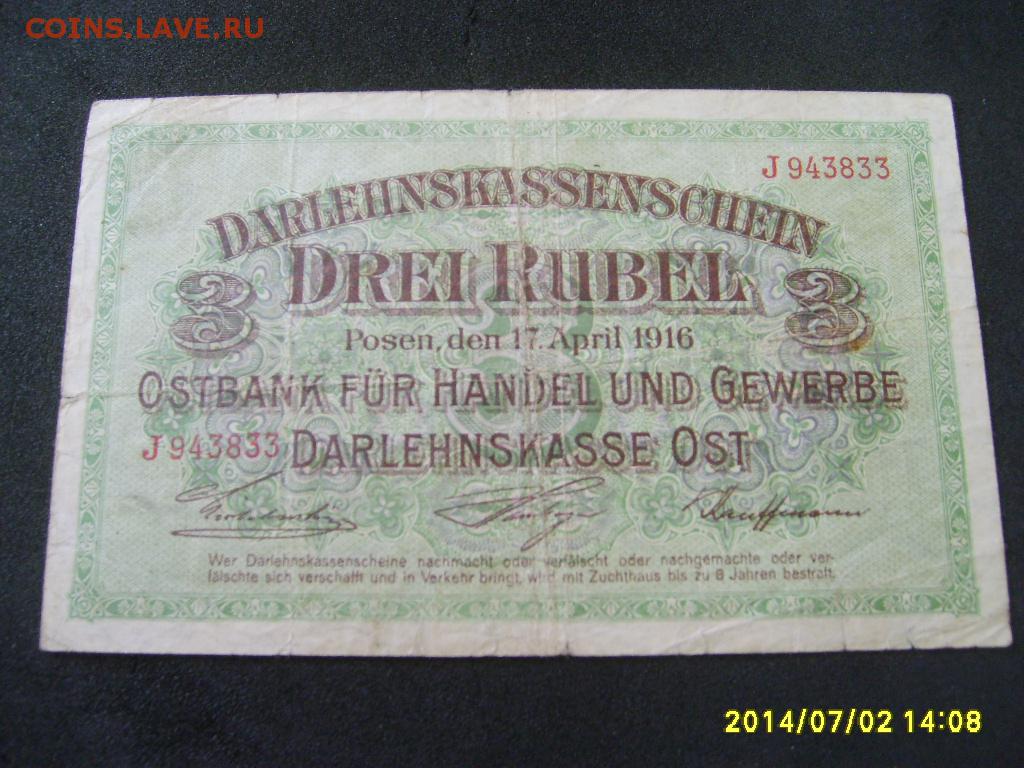 COINS.LAVE.RU
J 943833
DARLEHNSKASSENSCHEIN
3 DREI RUBEL 3
Posen, den 17. April 1916
OSTBANK FÜR HANDEL UND GEWERBE
J 943833 DARLEHNSKASSE OST
Kauffmann
Wer Darlehnskassenscheine nachmacht oder verfälscht oder nachgemachte oder ver-
fälschte sich verschafft und in Verkehr bringt, wird mit Zuchthaus bis zu 8 Jahren bestraft.
2014/07/02 14:08